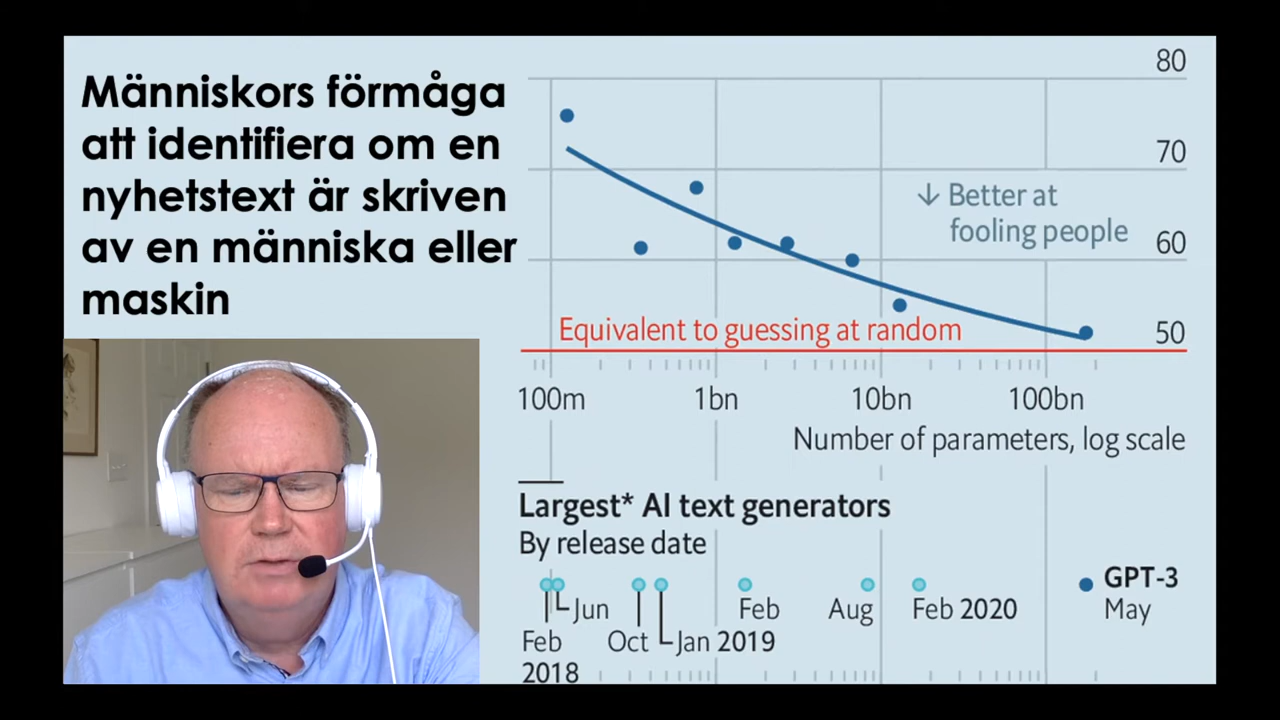 Människors förmåga
att identifiera om en
nyhetstext är skriven
av en människa eller
maskin
80
70
↓ Better at
fooling people
60
Equivalent to guessing at random
50
100m 1bn 10bn 100bn
Number of parameters, log scale
Largest* AI text generators
By release date
GPT-3
Jun Feb Aug Feb 2020 May
Feb Oct Jan 2019
2018